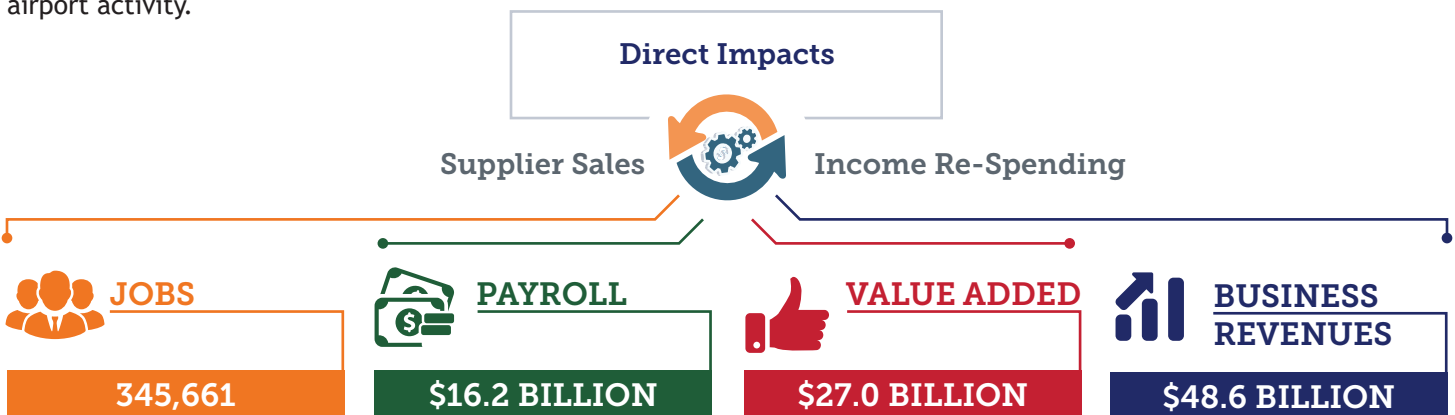 airport activity.
Direct Impacts
Supplier Sales
Income Re-Spending
JOBS
345,661
PAYROLL
$16.2 BILLION
VALUE ADDED
$27.0 BILLION
BUSINESS
REVENUES
$48.6 BILLION